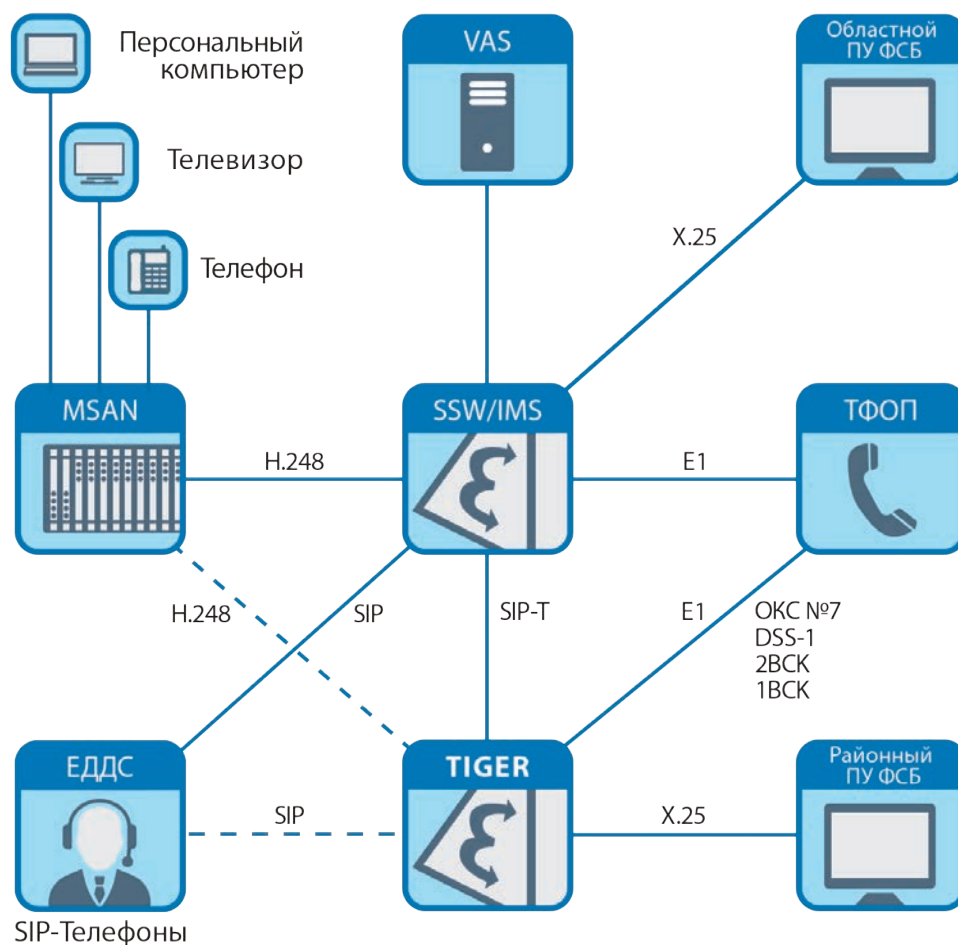 Персональный
компьютер
Телевизор
Телефон
VAS
Областной
ПУ ФСБ
X.25
MSAN
H.248
SSW/IMS
E1
ТФОП
H.248
SIP
SIP-T
E1
ОКС №7
DSS-1
2ВСК
1ВСК
ЕДДС
SIP
TIGER
X.25
Районный
ПУ ФСБ
SIP-Телефоны